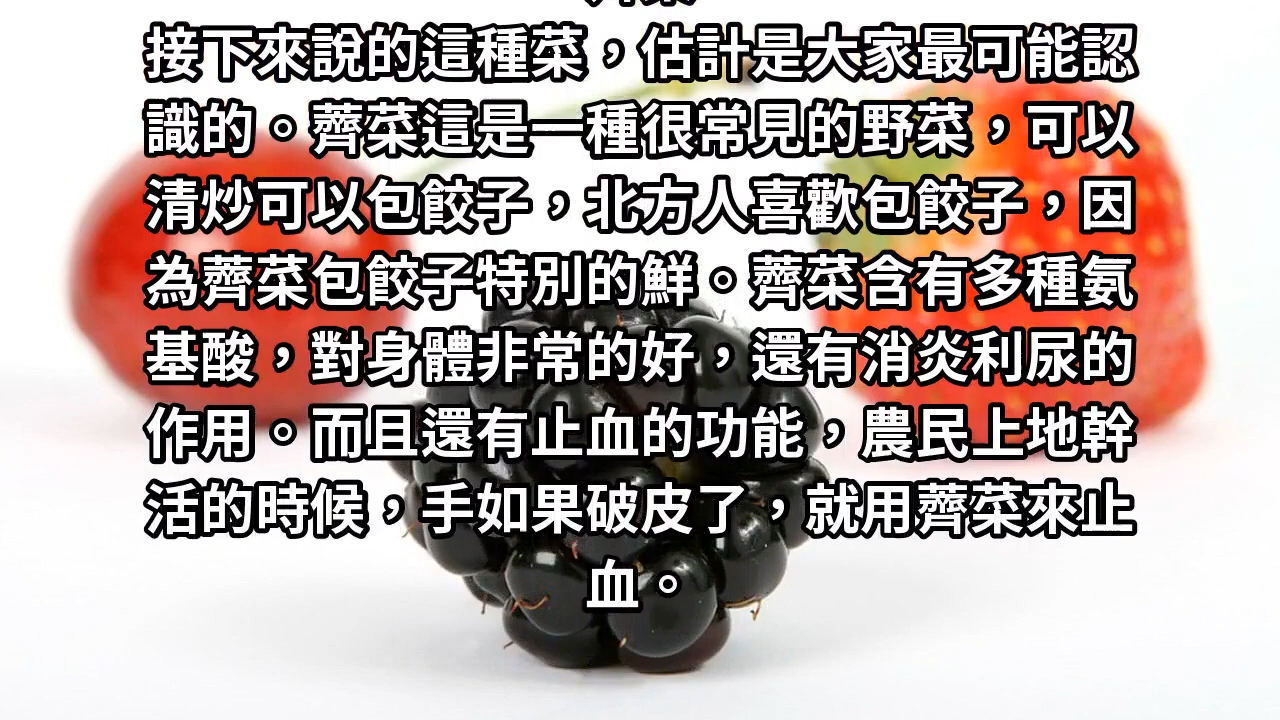 接下來說的這種菜，估計是大家最可能認
識的。薺菜這是一種很常見的野菜，可以
清炒可以包餃子，北方人喜歡包餃子，因
為薺菜包餃子特別的鮮。薺菜含有多種氨
基酸，對身體非常的好，還有消炎利尿的
作用。而且還有止血的功能，農民上地幹
活的時候，手如果破皮了，就用薺菜來止
血。